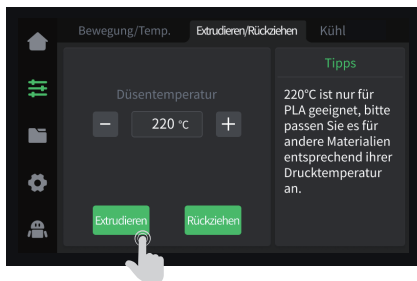 Bewegung/Temp. Extrudieren/Rückziehen Kühl
Düsentemperatur
− 220 °C +
Extrudieren Rückziehen
Tipps
220°C ist nur für
PLA geeignet, bitte
passen Sie es für
andere Materialien
entsprechend ihrer
Drucktemperatur
an.